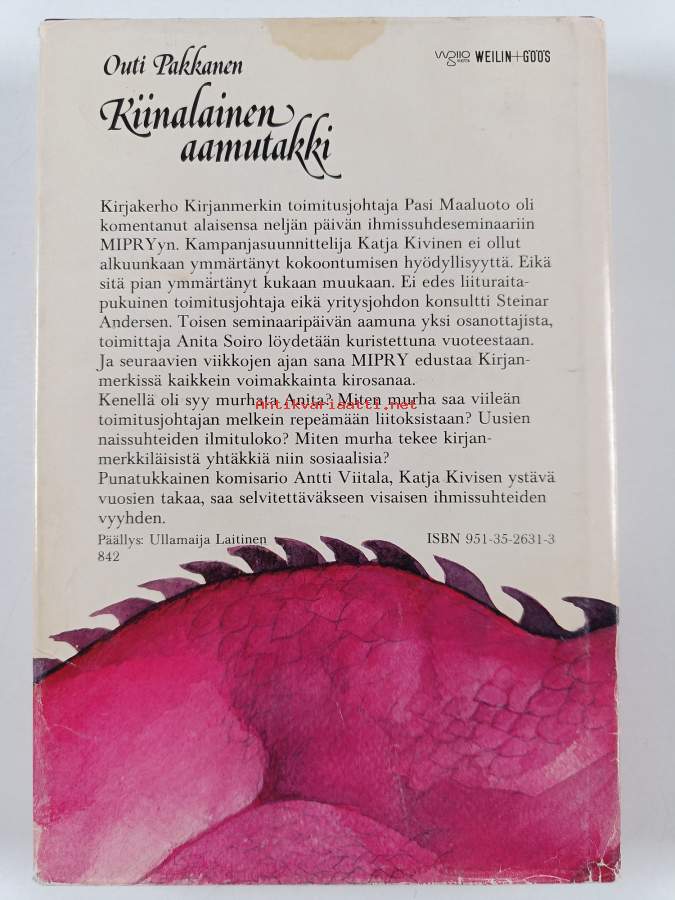 Outi Pakkanen
WEILIN+GÖÖS
Kiinalainen
aamutakki
Kirjakerho Kirjanmerkin toimitusjohtaja Pasi Maaluoto oli
komentanut alaisensa neljän päivän ihmissuhdeseminaariin
MIPRYyn. Kampanjasuunnittelija Katja Kivinen ei ollut
alkuunkaan ymmärtänyt kokoontumisen hyödyllisyyttä. Eikä
sitä pian ymmärtänyt kukaan muukaan. Ei edes liituraita-
pukuinen toimitusjohtaja eikä yritysjohdon konsultti Steinar
Andersen. Toisen seminaaripäivän aamuna yksi osanottajista,
toimittaja Anita Soiro löydetään kuristettuna vuoteestaan.
Ja seuraavien viikkojen ajan sana MIPRY edustaa Kirjan-
merkissä kaikkein voimakkainta kirosanaa.
Kenellä oli syy murhata Anita? Miten murha saa viileän
Antikvariaatti.net
toimitusjohtajan melkein repeämään liitoksistaan? Uusien
naissuhteiden ilmituloko? Miten murha tekee kirjan-
merkkiläisistä yhtäkkiä niin sosiaalisia?
Punatukkainen komisario Antti Viitala, Katja Kivisen ystävä
vuosien takaa, saa selvitettäväkseen visaisen ihmissuhteiden
vyyhden.
Päällys: Ullamaija Laitinen
ISBN 951-35-2631-3
842